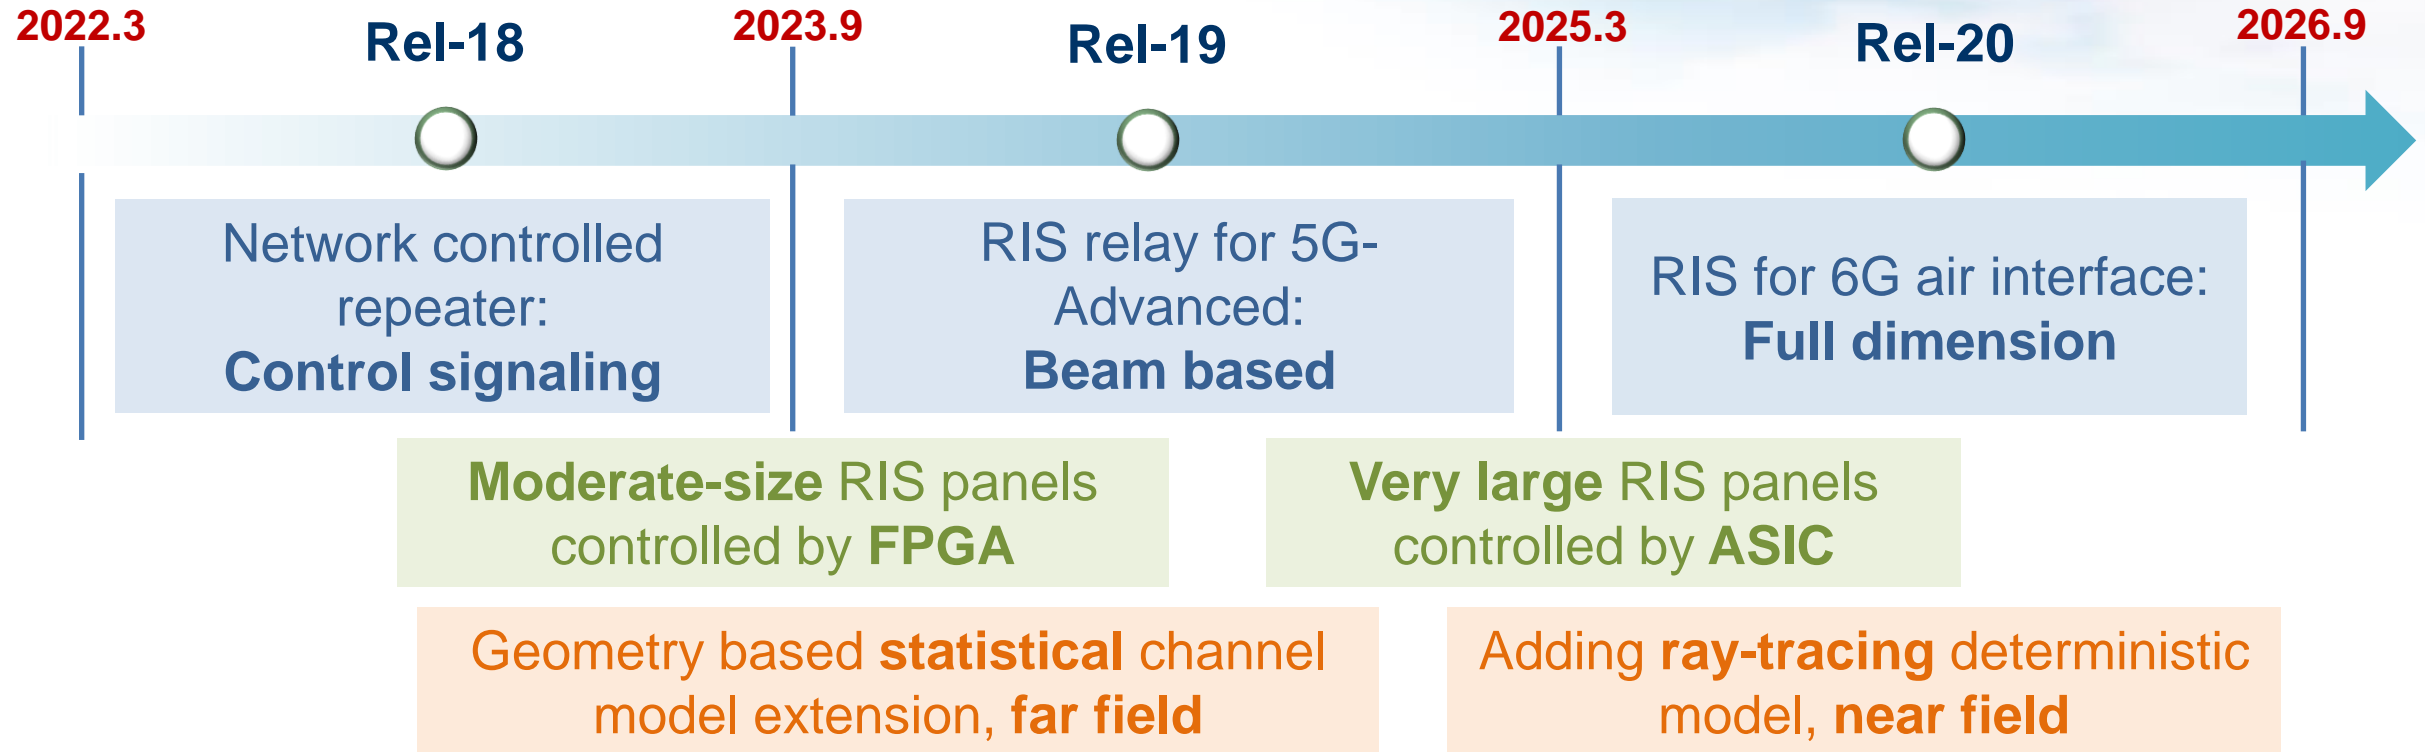 2022.3
Rel-18
2023.9
Rel-19
2025.3
Rel-20
2026.9
Network controlled
repeater:
Control signaling
RIS relay for 5G-
Advanced:
Beam based
RIS for 6G air interface:
Full dimension
Moderate-size RIS panels
controlled by FPGA
Very large RIS panels
controlled by ASIC
Geometry based statistical channel
model extension, far field
Adding ray-tracing deterministic
model, near field